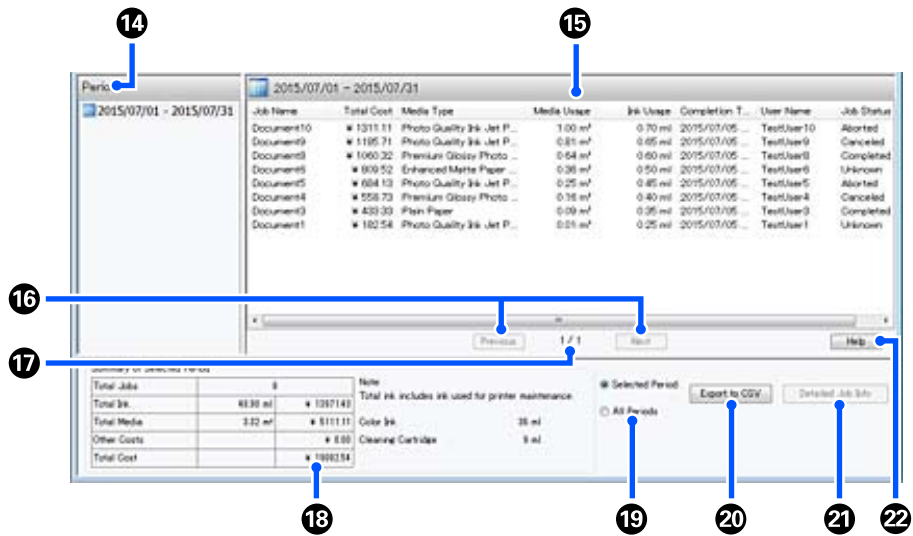 14 15
Perio
2015/07/01 - 2015/07/31
2015/07/01 - 2015/07/31
Job Name Total Cost Media Type Media Usage Ink Usage Completion T... User Name Job Status
Document10 ¥ 1311.11 Photo Quality Ink Jet P... 1.00 m² 0.70 ml 2015/07/05 ... TestUser10 Aborted
Document9 ¥ 1185.71 Photo Quality Ink Jet P... 0.81 m² 0.65 ml 2015/07/05 ... TestUser9 Canceled
Document8 ¥ 1060.32 Premium Glossy Photo ... 0.64 m² 0.60 ml 2015/07/05 ... TestUser8 Completed
Document6 ¥ 809.52 Enhanced Matte Paper ... 0.36 m² 0.50 ml 2015/07/05 ... TestUser6 Unknown
Document5 ¥ 684.13 Photo Quality Ink Jet P... 0.25 m² 0.45 ml 2015/07/05 ... TestUser5 Aborted
Document4 ¥ 558.73 Premium Glossy Photo ... 0.16 m² 0.40 ml 2015/07/05 ... TestUser4 Canceled
Document3 ¥ 433.33 Plain Paper 0.09 m² 0.35 ml 2015/07/05 ... TestUser3 Completed
Document1 ¥ 182.54 Photo Quality Ink Jet P... 0.01 m² 0.25 ml 2015/07/05 ... TestUser1 Unknown
16
Previous 1 / 1 Next Help
17
Summary of Selected Period
Total Jobs 8
Total Ink ml ¥
Total Media 3.32 m² ¥ 5111.11
Other Costs ¥ 0.00
Total Cost ¥
Note
Total ink includes ink used for printer maintenance.
Color Ink 35 ml
Cleaning Cartridge ml
Selected Period
All Periods
Export to CSV Detailed Job Info
18 19 20 21 22